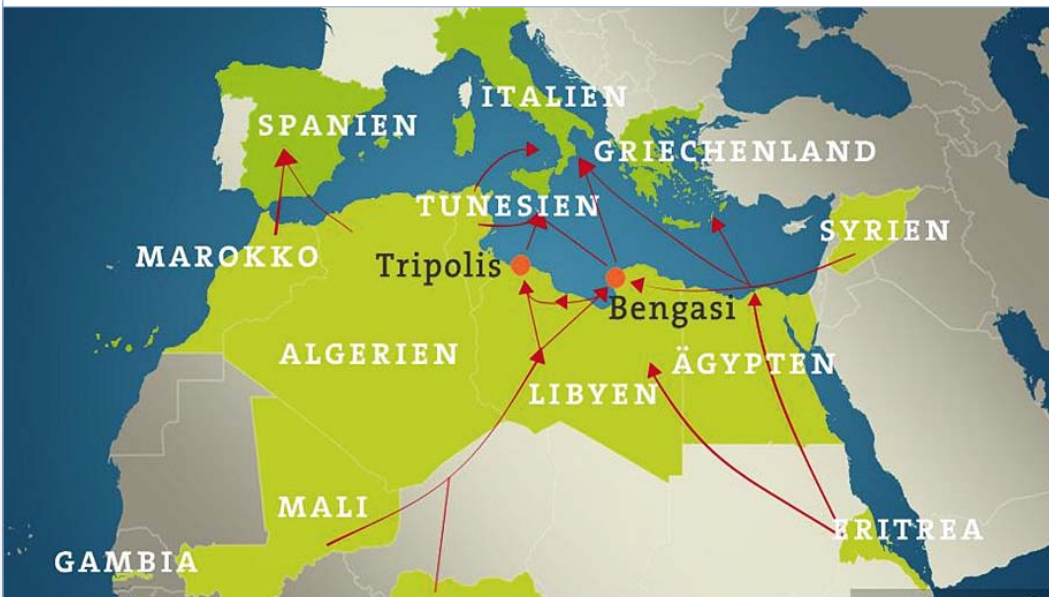 ITALIEN
SPANIEN
GRIECHENLAND
TUNESIEN
SYRIEN
MAROKKO
Tripolis
Bengasi
ALGERIEN
ÄGYPTEN
LIBYEN
MALI
ERITREA
GAMBIA